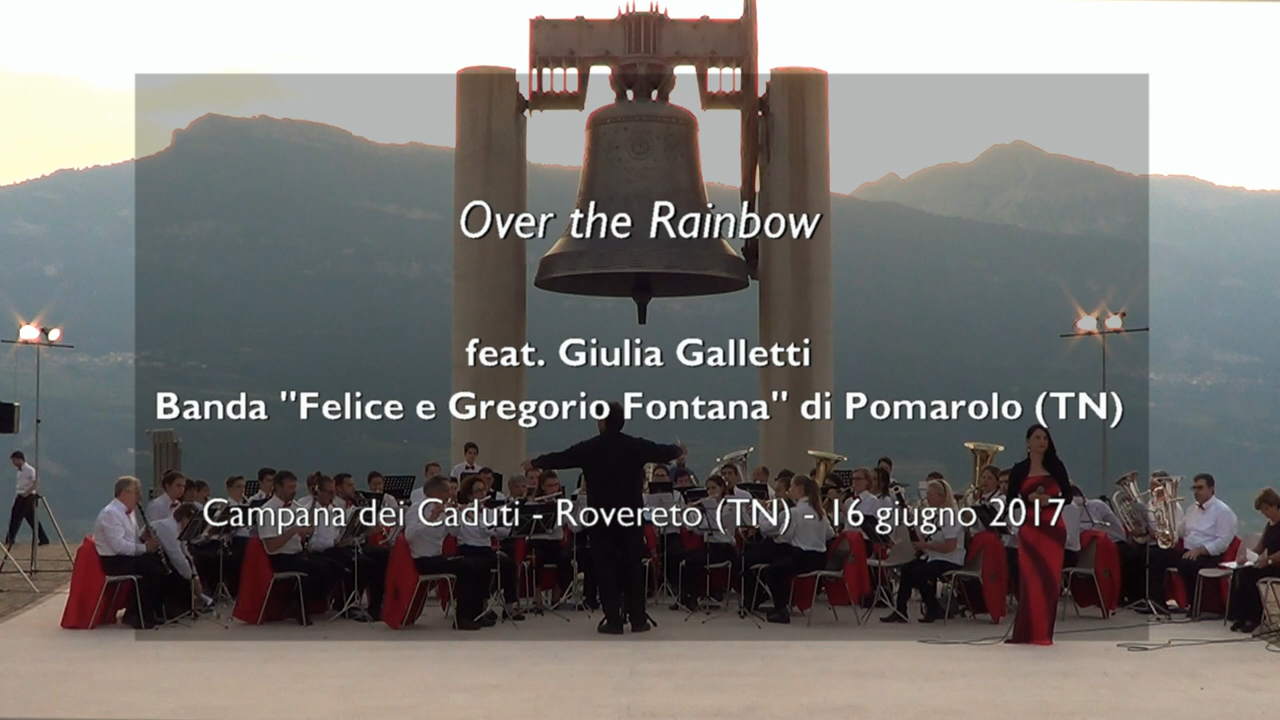 Over the Rainbow
feat. Giulia Galletti
Banda "Felice e Gregorio Fontana" di Pomarolo (TN)
Campana dei Caduti - Rovereto (TN) - 16 giugno 2017